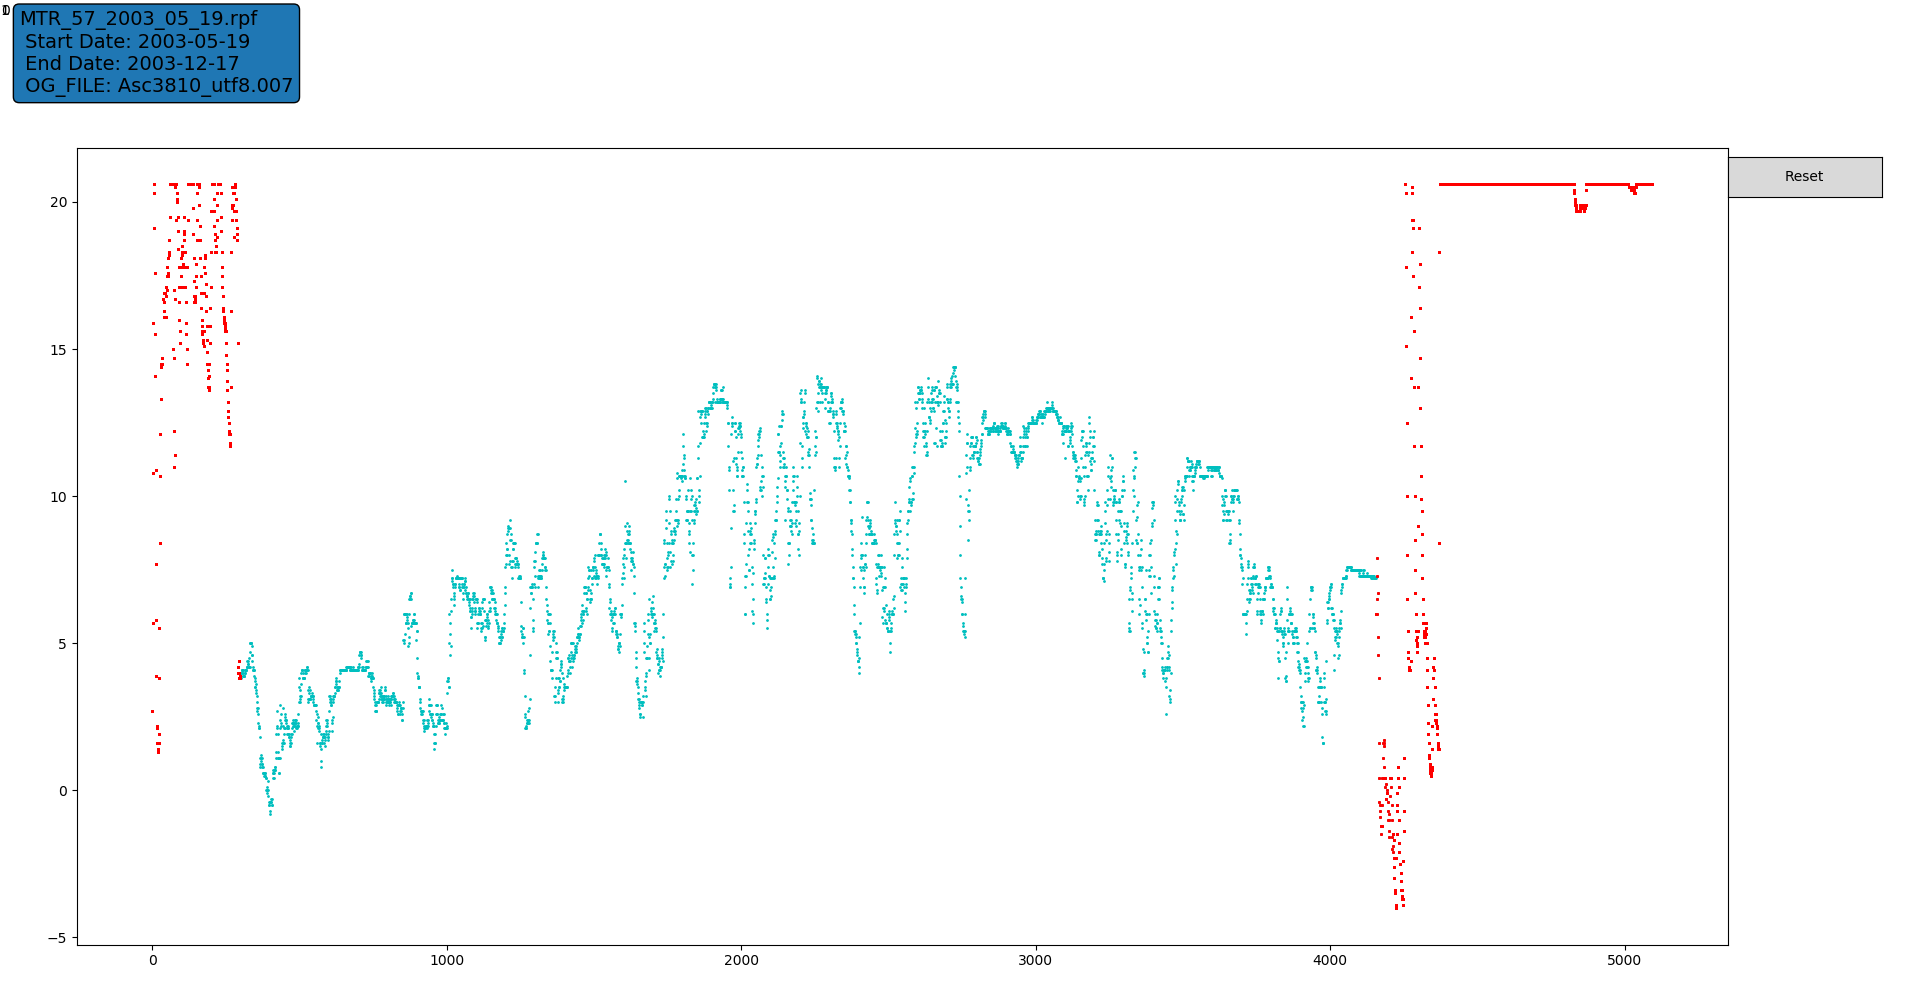 MTR_57_2003_05_19.rpf
Start Date: 2003-05-19
End Date: 2003-12-17
OG_FILE: Asc3810_utf8.007
Reset
20
15
10
5
0
−5
0 1000 2000 3000 4000 5000